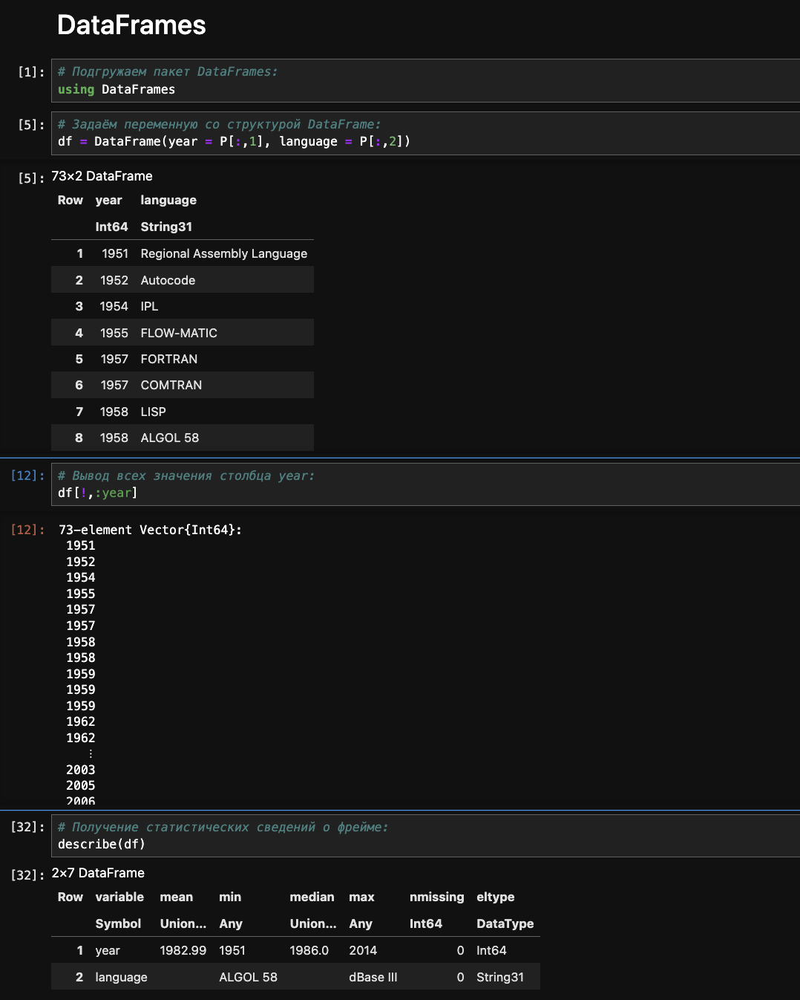 DataFrames
[1]: # Подгружаем пакет DataFrames:
using DataFrames
[5]: # Задаём переменную со структурой DataFrame:
df = DataFrame(year = P[:,1], language = P[:,2])
[5]: 73×2 DataFrame
Row year language
Int64 String31
1 1951 Regional Assembly Language
2 1952 Autocode
3 1954 IPL
4 1955 FLOW-MATIC
5 1957 FORTRAN
6 1957 COMTRAN
7 1958 LISP
8 1958 ALGOL 58
[12]: # Вывод всех значения столбца year:
df[!,:year]
[12]: 73-element Vector{Int64}:
1951
1952
1954
1955
1957
1957
1958
1958
1959
1959
1959
1962
1962
⋮
2003
2005
2006
[32]: # Получение статистических сведений о фрейме:
describe(df)
[32]: 2×7 DataFrame
Row variable mean min median max nmissing eltype
Symbol Union... Any Union... Any Int64 DataType
1 year 1982.99 1951 1986.0 2014 0 Int64
2 language ALGOL 58 dBase III 0 String31